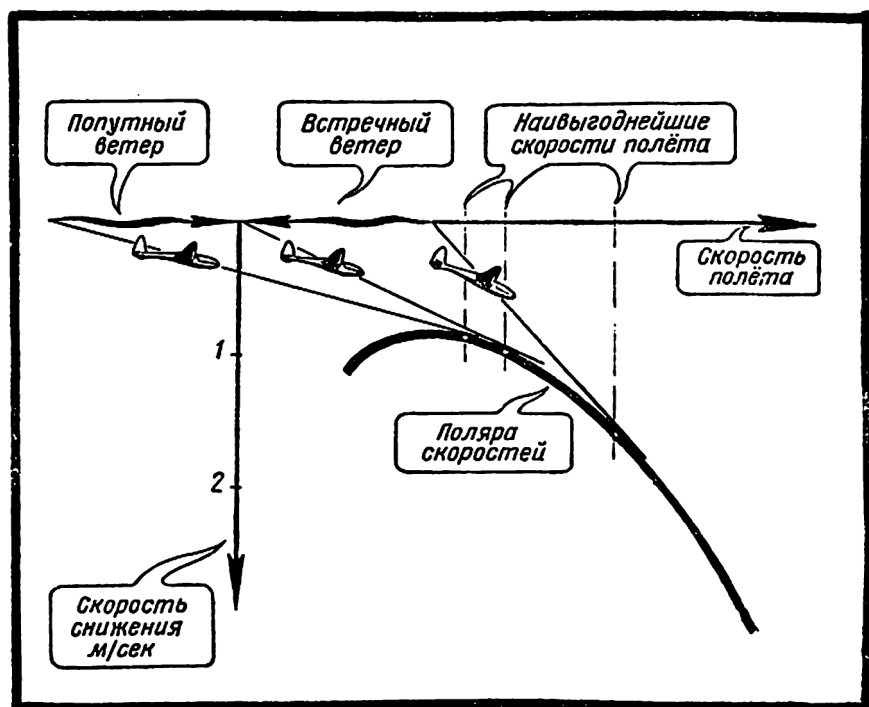 Попутный
ветер
Встречный
ветер
Наивыгоднейшие
скорости полёта
Скорость
полёта
1
Поляра
скоростей
2
Скорость
снижения
м/сек